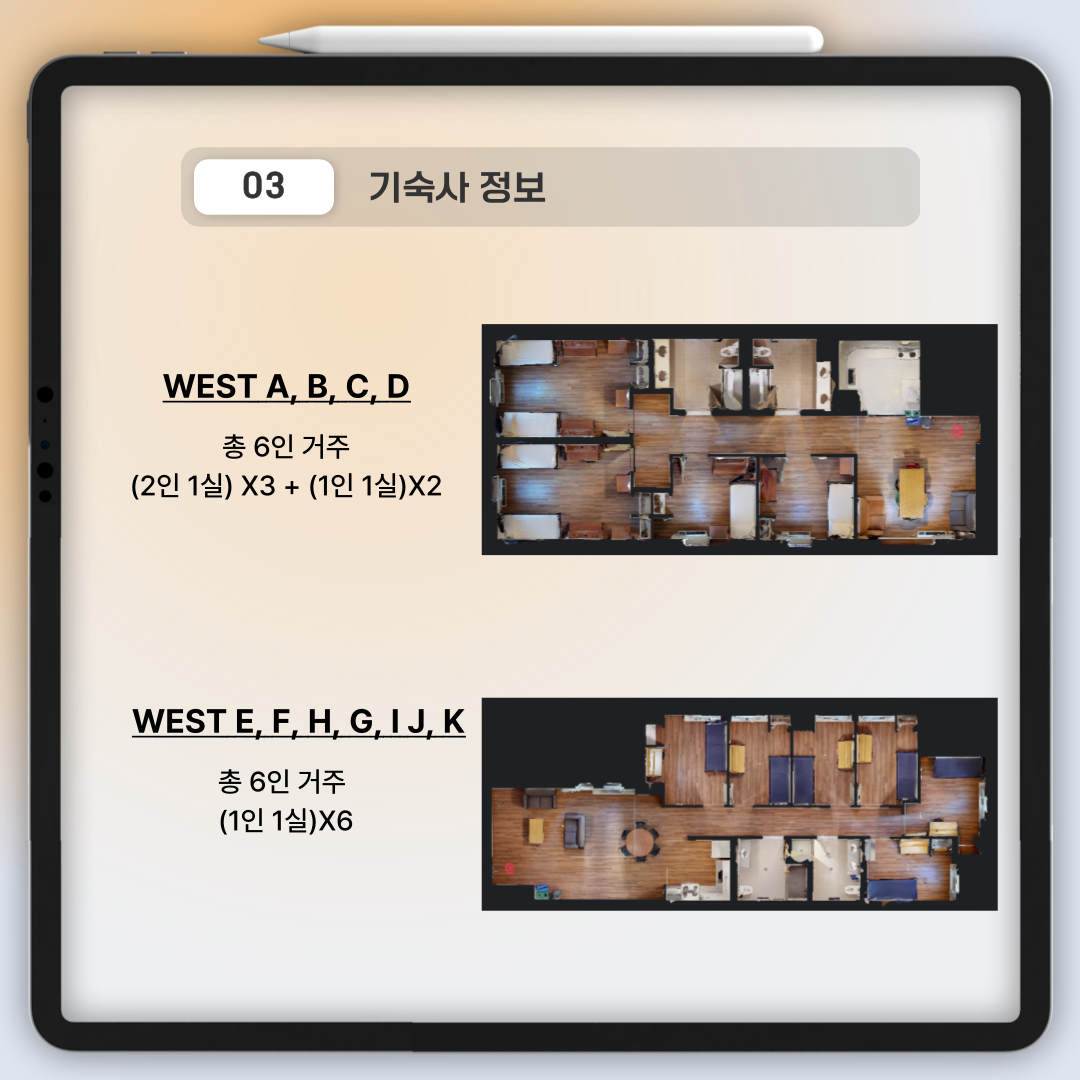 03 기숙사 정보
WEST A, B, C, D
총 6인 거주
(2인 1실) X3 + (1인 1실)X2
WEST E, F, H, G, I J, K
총 6인 거주
(1인 1실)X6